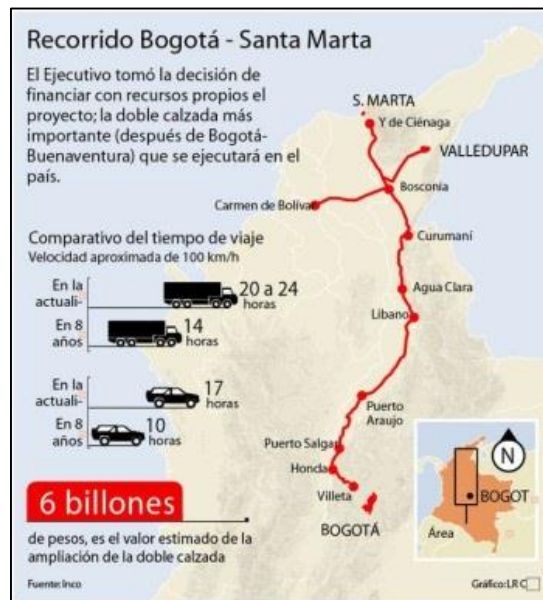 Recorrido Bogotá - Santa Marta
El Ejecutivo tomó la decisión de
financiar con recursos propios el
proyecto; la doble calzada más
importante (después de Bogotá-
Buenaventura) que se ejecutará en el
país.
S. MARTA
Y de Ciénaga
VALLEDUPAR
Bosconia
Carmen de Bolívar
Curumaní
Agua Clara
Libano
Puerto
Araujo
Puerto Salgar
Honda
Villeta
BOGOTÁ
Comparativo del tiempo de viaje
Velocidad aproximada de 100 km/h
En la
actuali-
20 a 24
horas
En 8
años
14
horas
En la
actuali-
17
horas
En 8
años
10
horas
6 billones
de pesos, es el valor estimado de la
ampliación de la doble calzada
N
BOGOT
Área
Fuente: Inco
Gráfico: LR C